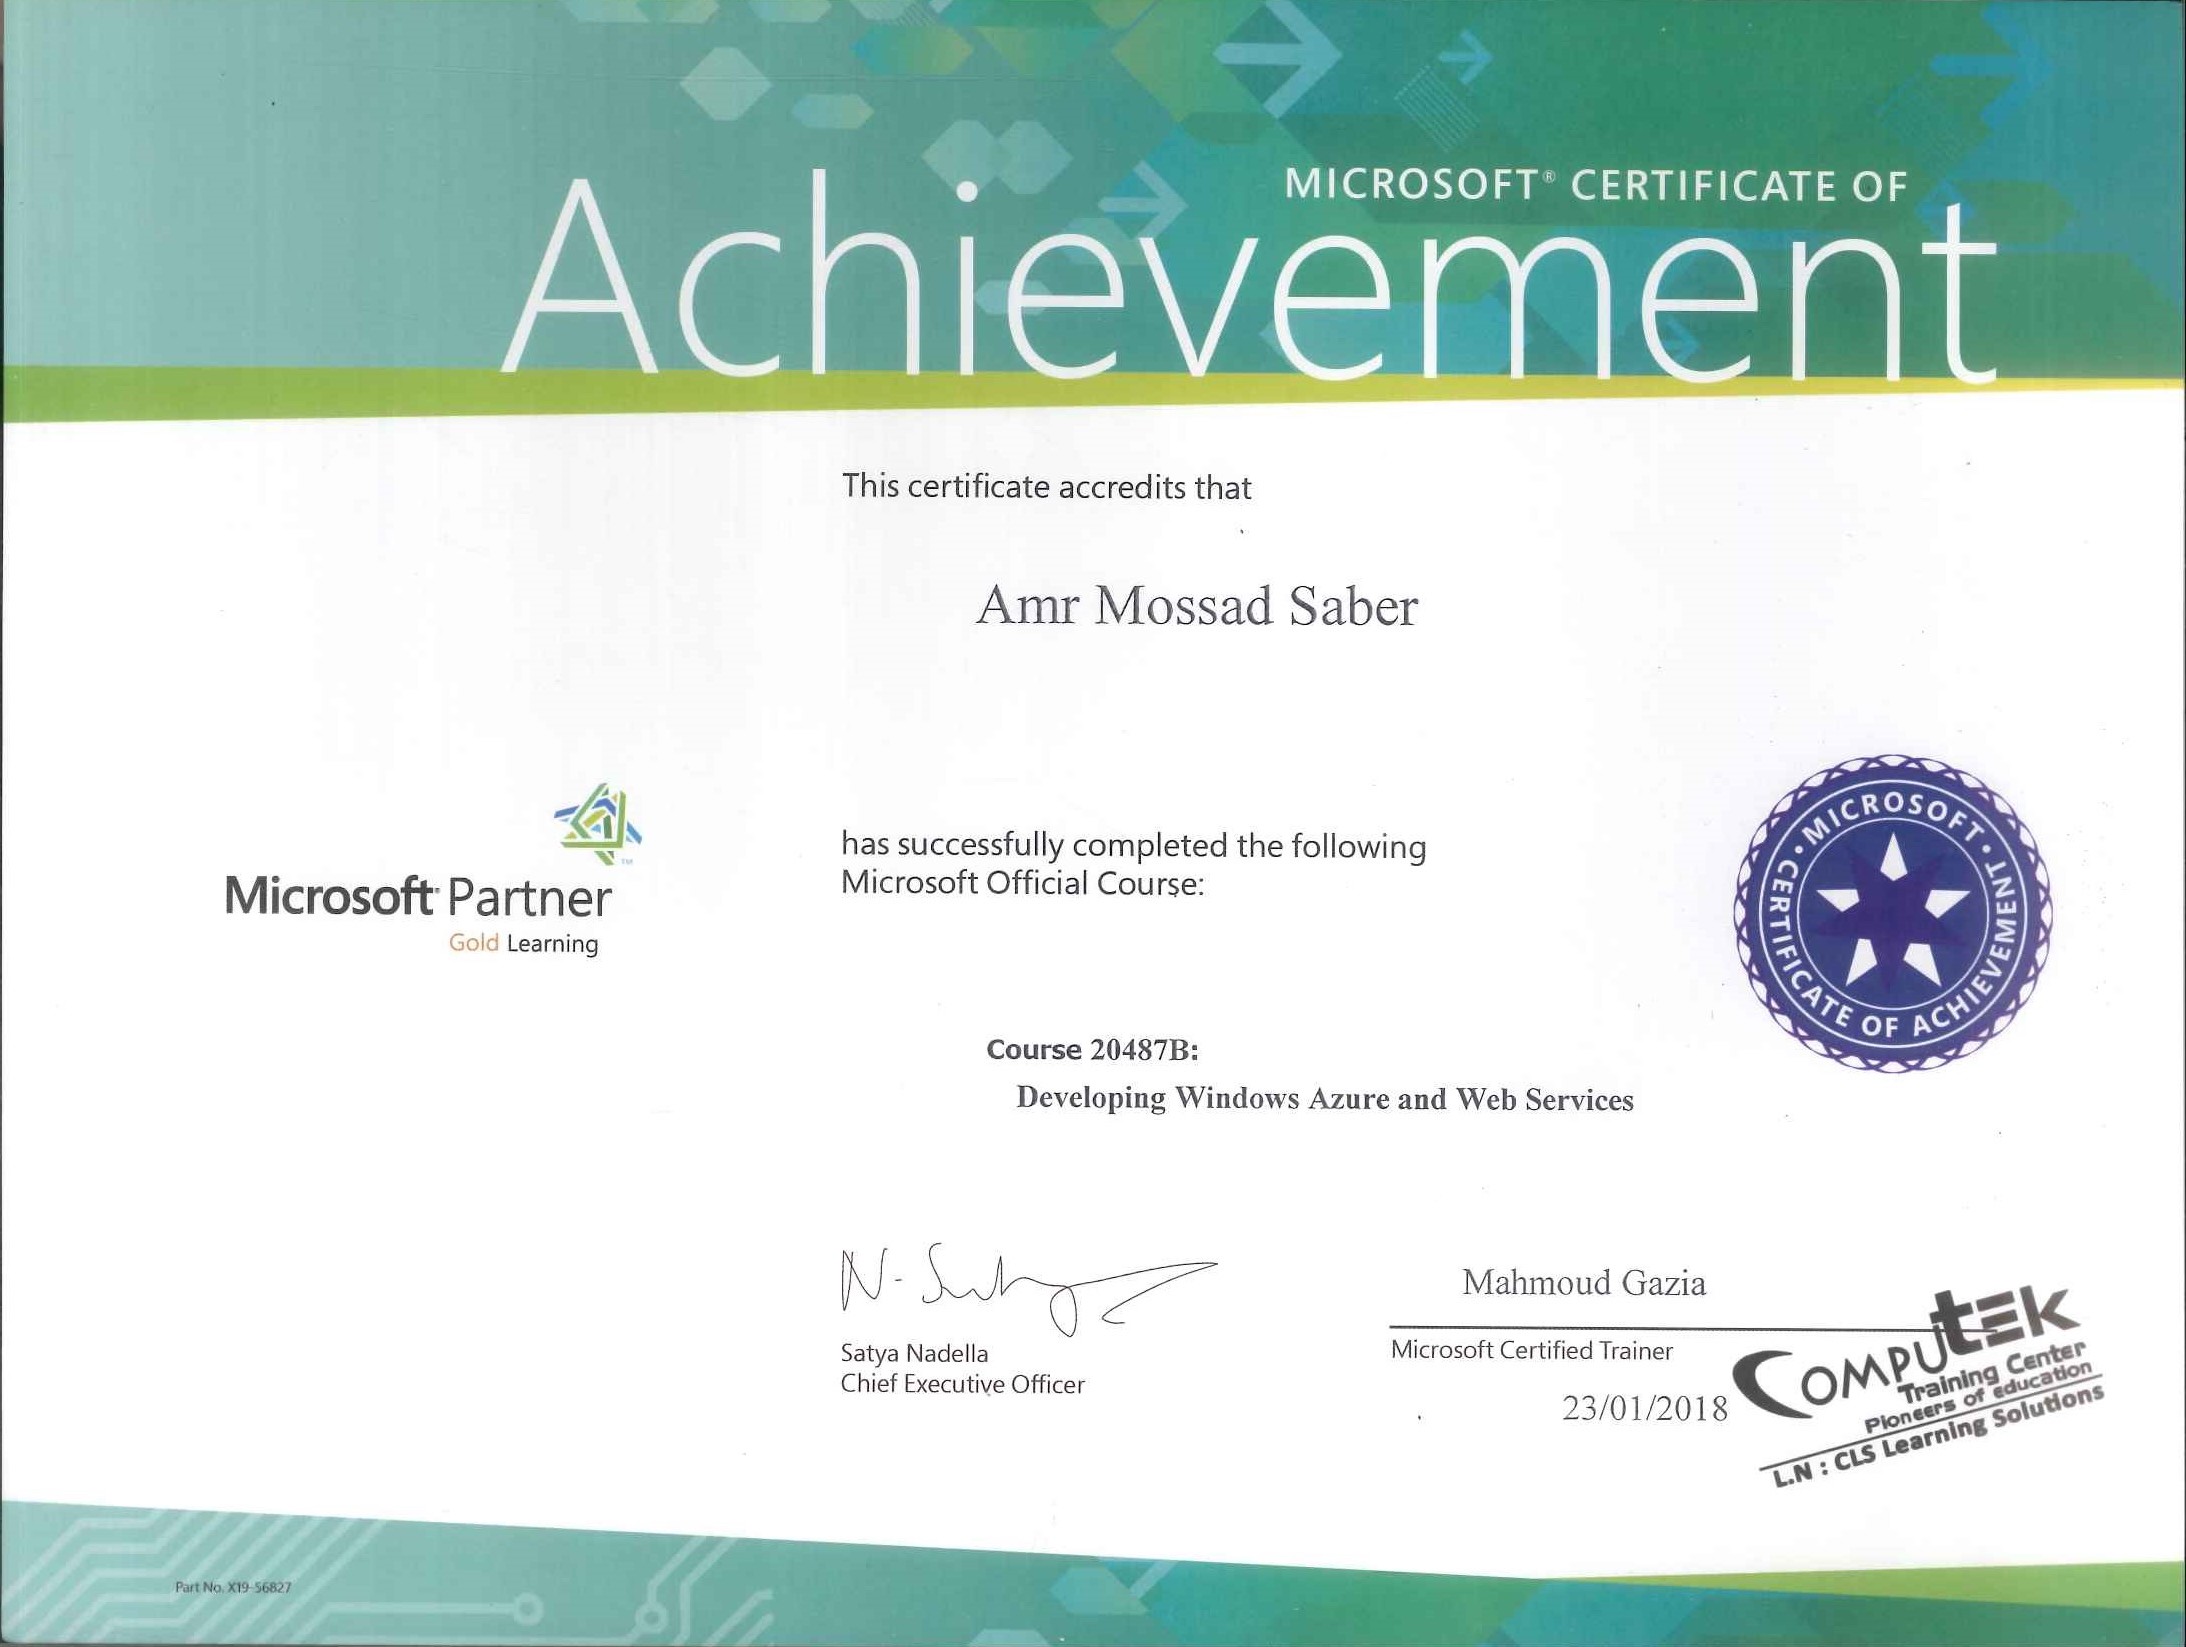 MICROSOFT® CERTIFICATE OF
Achievement
This certificate accredits that
Amr Mossad Saber
has successfully completed the following
Microsoft Official Course:
Microsoft Partner
Gold Learning
TM
MICROSOFT • CERTIFICATE OF ACHIEVEMENT •
Course 20487B:
Developing Windows Azure and Web Services
N- Satya
Satya Nadella
Chief Executive Officer
Mahmoud Gazia
Microsoft Certified Trainer
23/01/2018
COMPUTEK
Training Center
Pioneers of education
L.N : CLS Learning Solutions
Part No. X19-56827